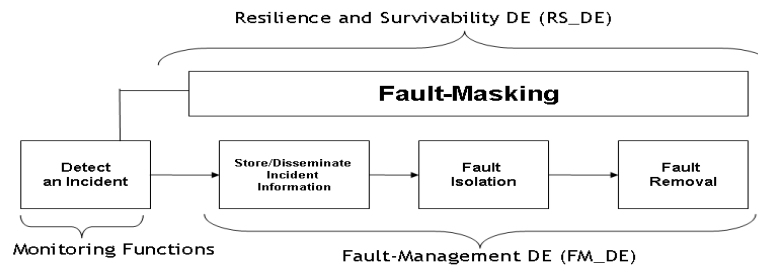 Resilience and Survivability DE (RS_DE)
Fault-Masking
Detect
an Incident
Store/Disseminate
Incident
Information
Fault
Isolation
Fault
Removal
Monitoring Functions
Fault-Management DE (FM_DE)